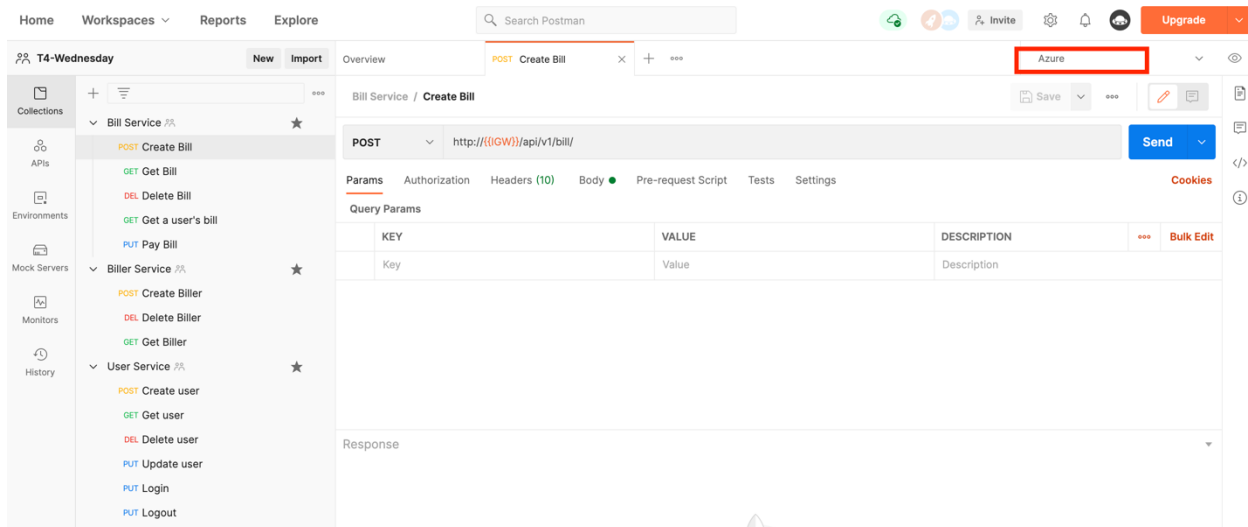 Home Workspaces Reports Explore Search Postman Invite Upgrade
T4-Wednesday New Import Overview POST Create Bill Azure
Collections
APIs
Environments
Mock Servers
Monitors
History
Bill Service
POST Create Bill
GET Get Bill
DEL Delete Bill
GET Get a user's bill
PUT Pay Bill
Biller Service
POST Create Biller
DEL Delete Biller
GET Get Biller
User Service
POST Create user
GET Get user
DEL Delete user
PUT Update user
PUT Login
PUT Logout
Bill Service / Create Bill Save
POST http://{{IGW}}/api/v1/bill/ Send
Params Authorization Headers (10) Body Pre-request Script Tests Settings Cookies
Query Params
KEY VALUE DESCRIPTION Bulk Edit
Key Value Description
Response